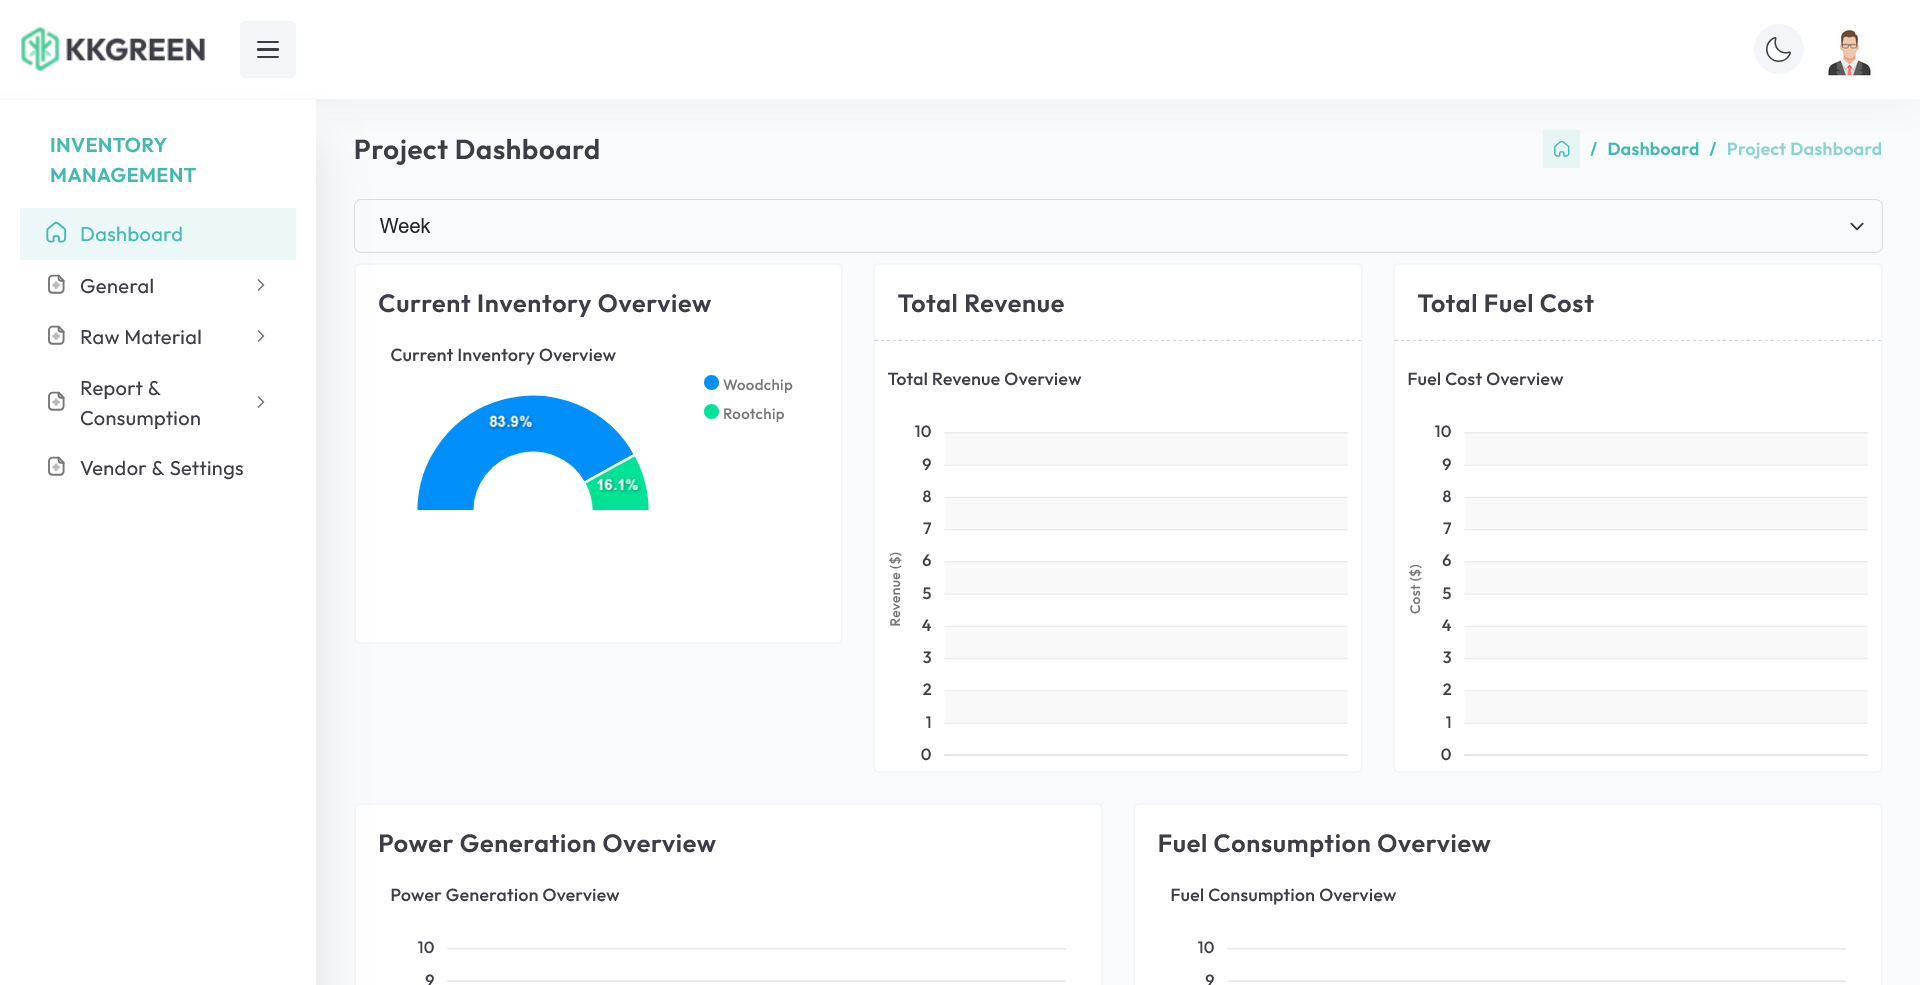 KKGREEN
INVENTORY
MANAGEMENT
Dashboard
General
Raw Material
Report &
Consumption
Vendor & Settings
Project Dashboard
/ Dashboard / Project Dashboard
Week
Current Inventory Overview
Current Inventory Overview
83.9%
16.1%
Woodchip
Rootchip
Total Revenue
Total Revenue Overview
Revenue ($)
10
9
8
7
6
5
4
3
2
1
0
Total Fuel Cost
Fuel Cost Overview
Cost ($)
10
9
8
7
6
5
4
3
2
1
0
Power Generation Overview
Power Generation Overview
10
9
Fuel Consumption Overview
Fuel Consumption Overview
10
9